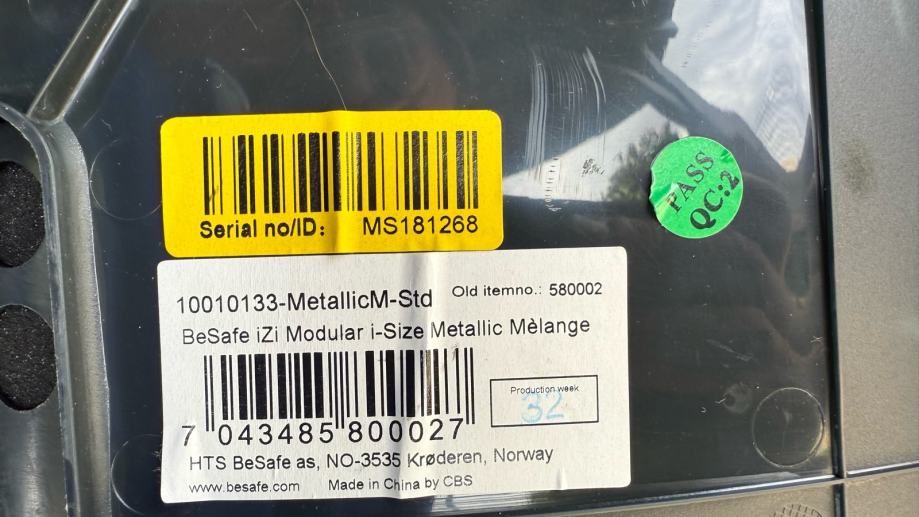 Serial no/ID: MS181268
PASS
QC:2
10010133-MetallicM-Std Old itemno.: 580002
BeSafe iZi Modular i-Size Metallic Mèlange
Production week
32
7 043485 800027
HTS BeSafe as, NO-3535 Krøderen, Norway
www.besafe.com Made in China by CBS